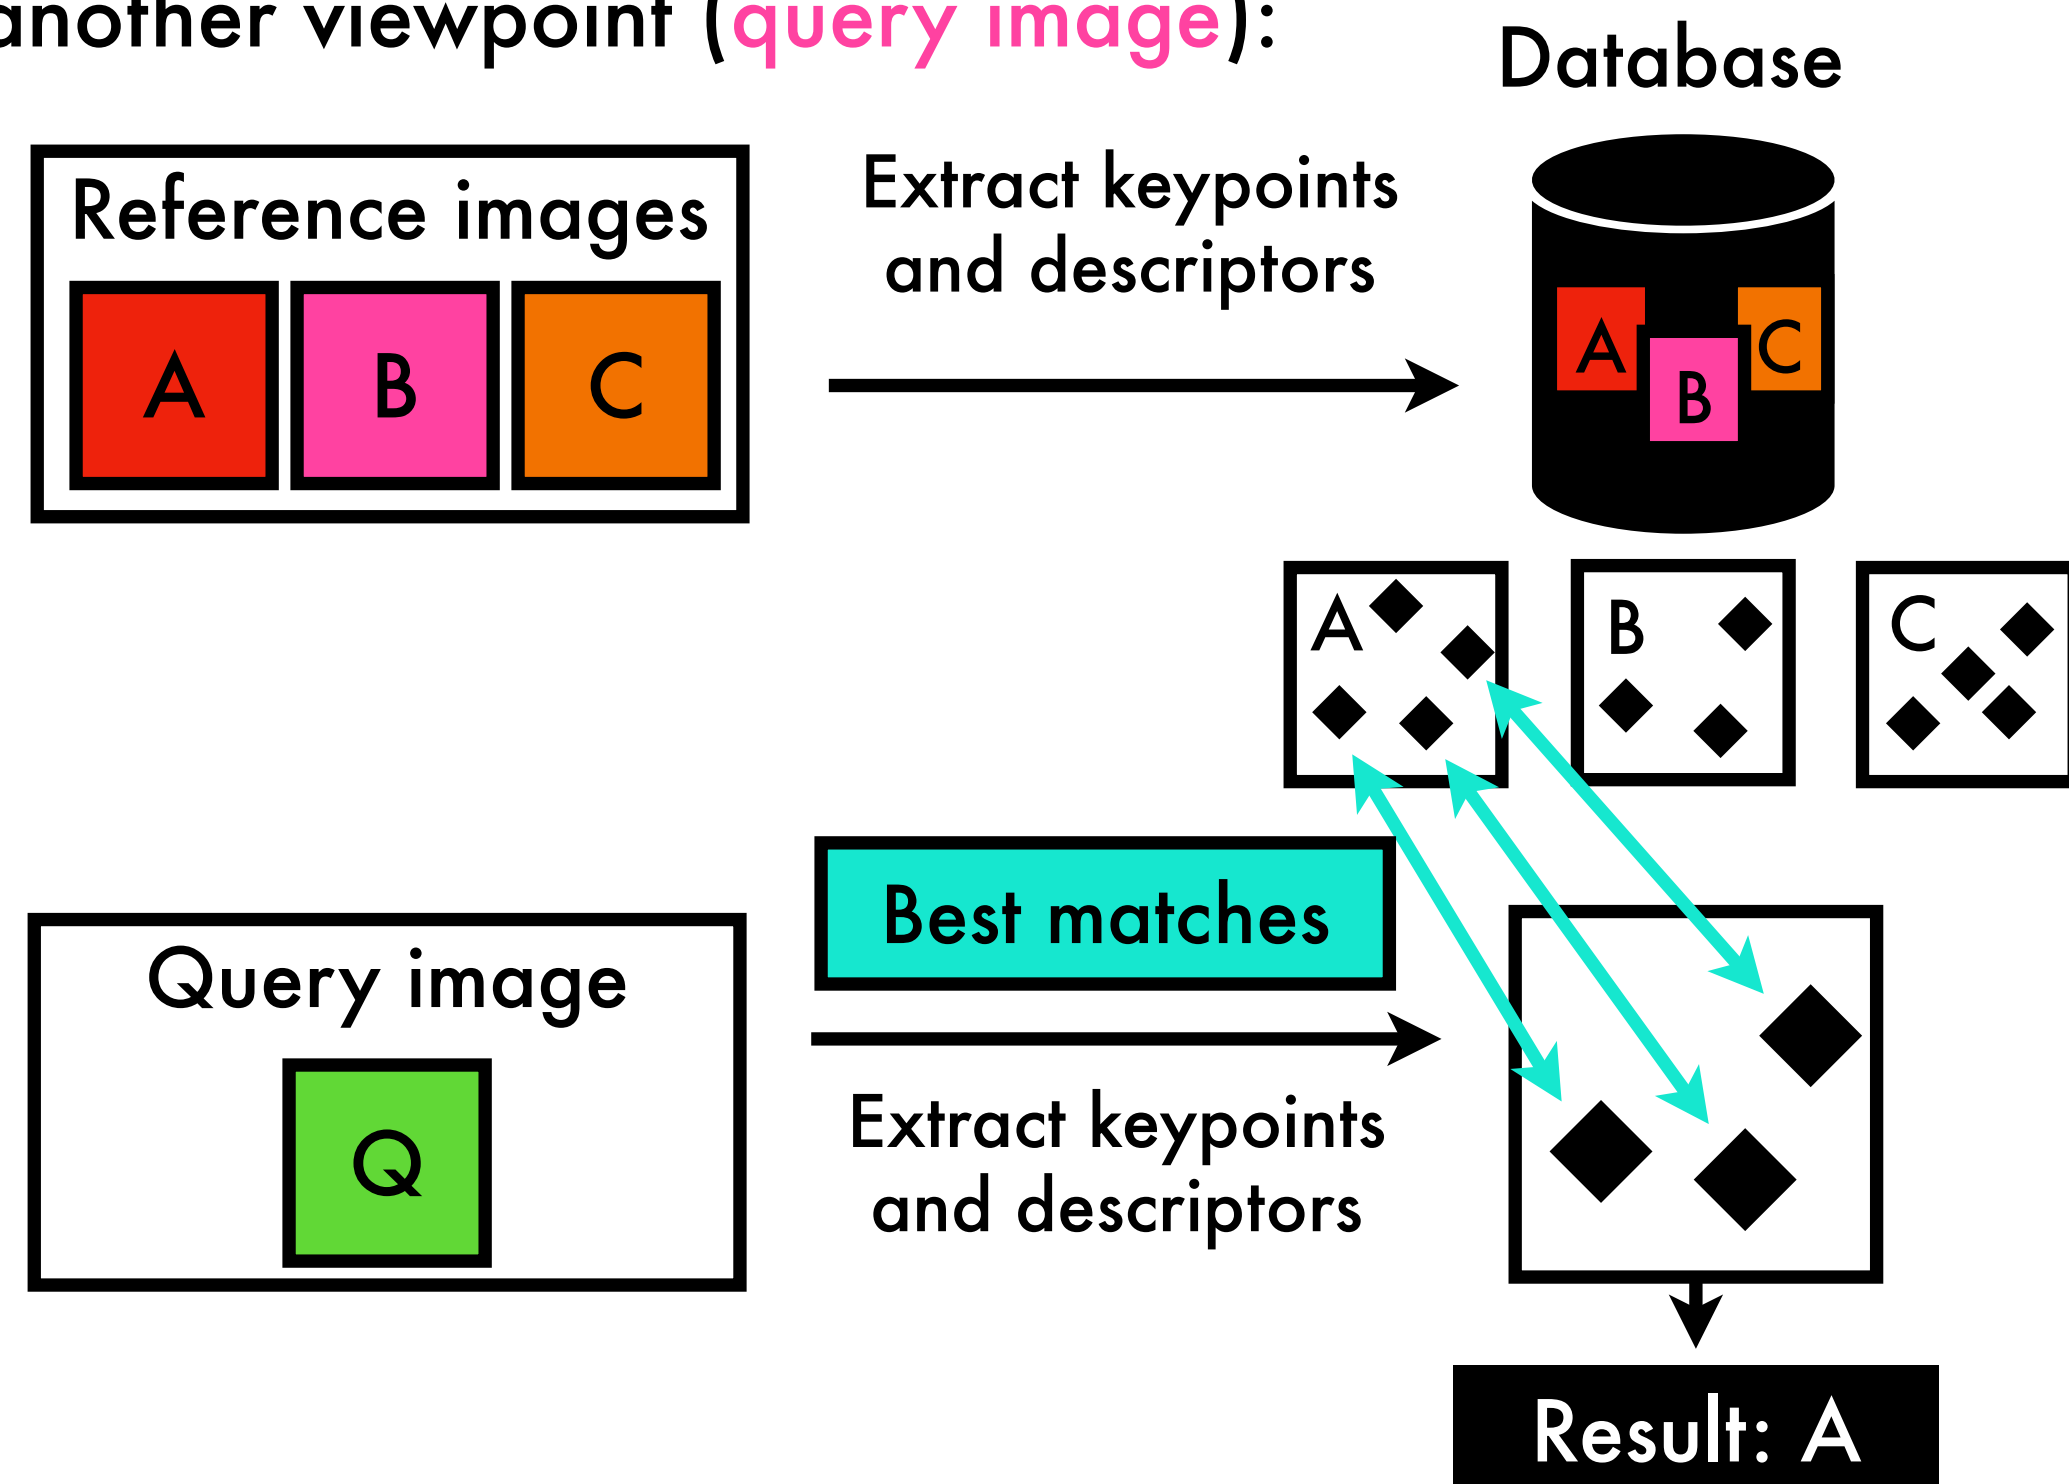 another viewpoint (query image):
Database
Reference images
A B C
Extract keypoints
and descriptors
A B C
A B C
Best matches
Query image
Q
Extract keypoints
and descriptors
Result: A